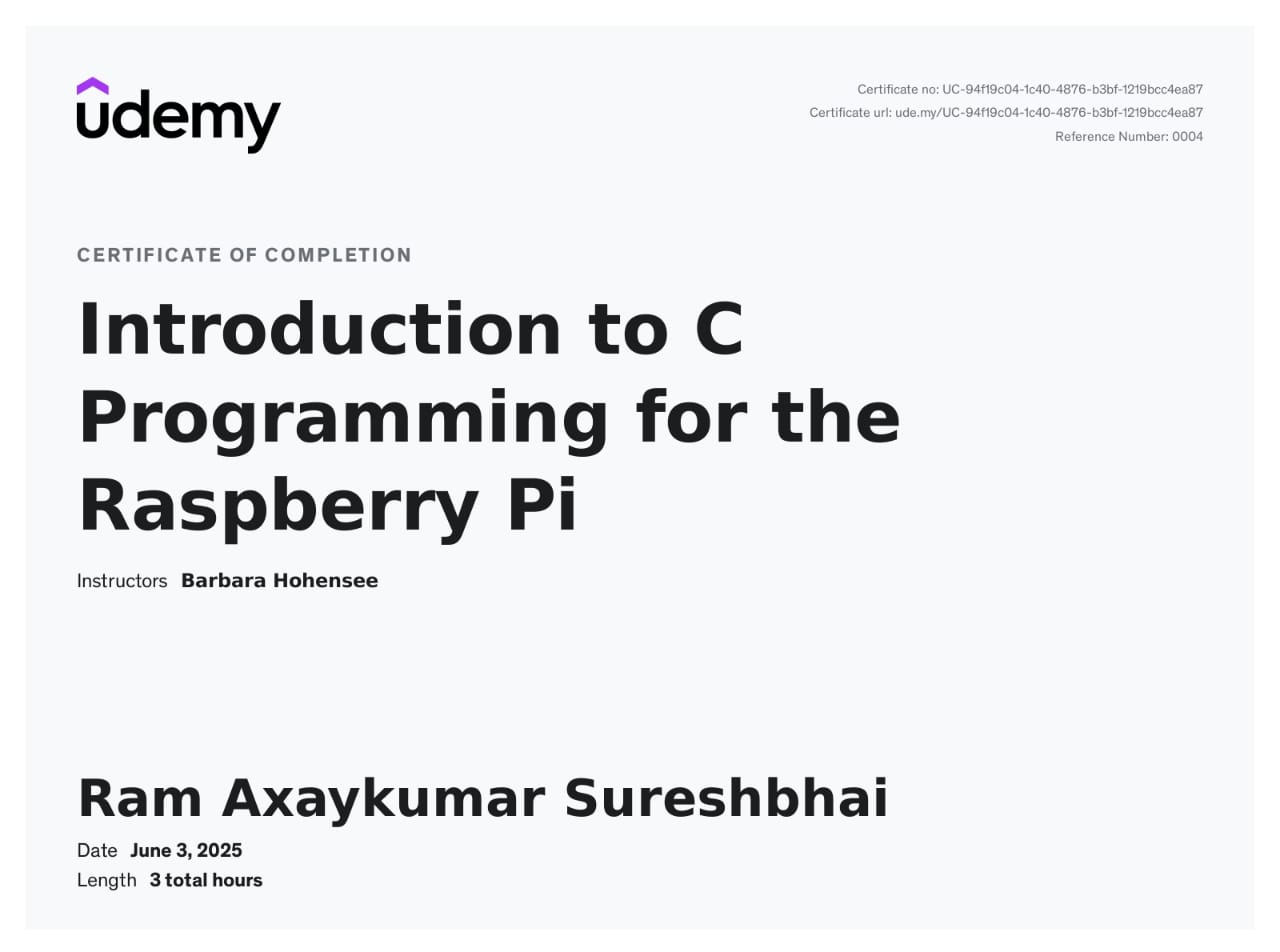 udemy
Certificate no: UC-94f19c04-1c40-4876-b3bf-1219bcc4ea87
Certificate url: ude.my/UC-94f19c04-1c40-4876-b3bf-1219bcc4ea87
Reference Number: 0004
CERTIFICATE OF COMPLETION
Introduction to C
Programming for the
Raspberry Pi
Instructors Barbara Hohensee
Ram Axaykumar Sureshbhai
Date June 3, 2025
Length 3 total hours